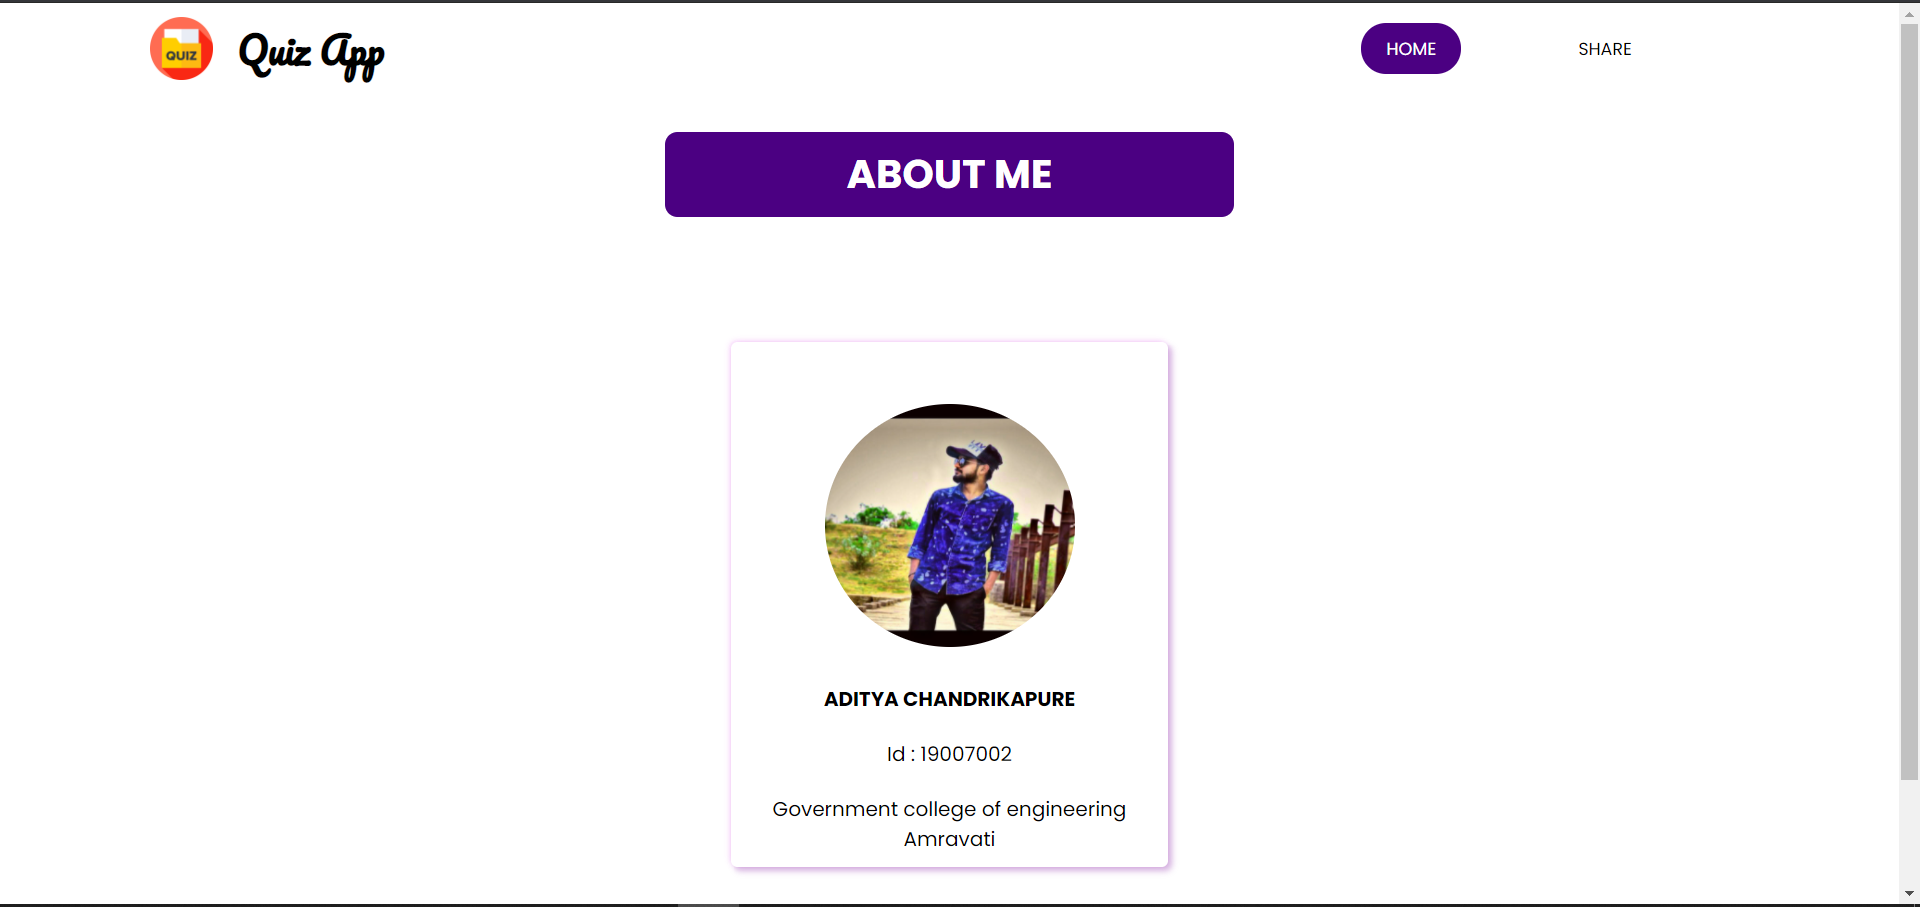 QUIZ
Quiz App
HOME
SHARE
ABOUT ME
ADITYA CHANDRIKAPURE
Id : 19007002
Government college of engineering
Amravati